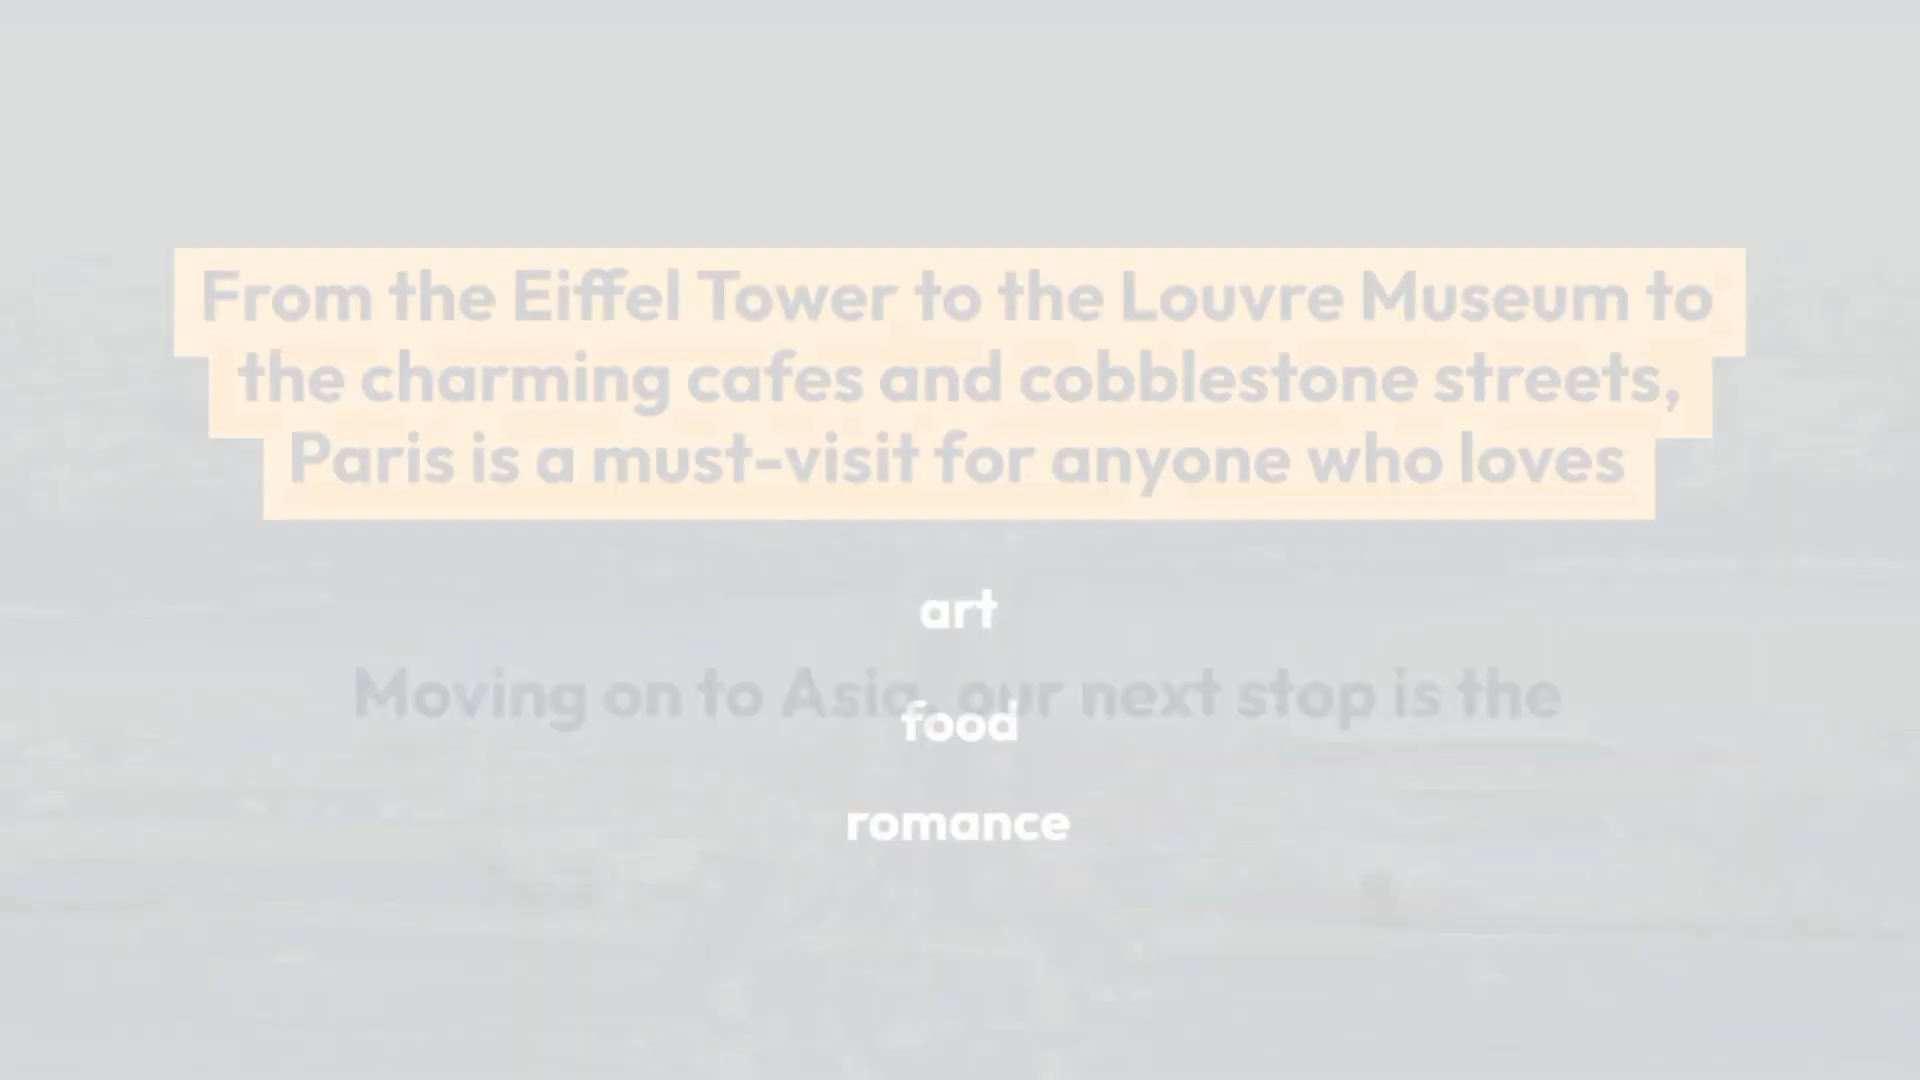 From the Eiffel Tower to the Louvre Museum to
the charming cafes and cobblestone streets,
Paris is a must-visit for anyone who loves
art
Moving on to Asia, our next stop is the
food
romance